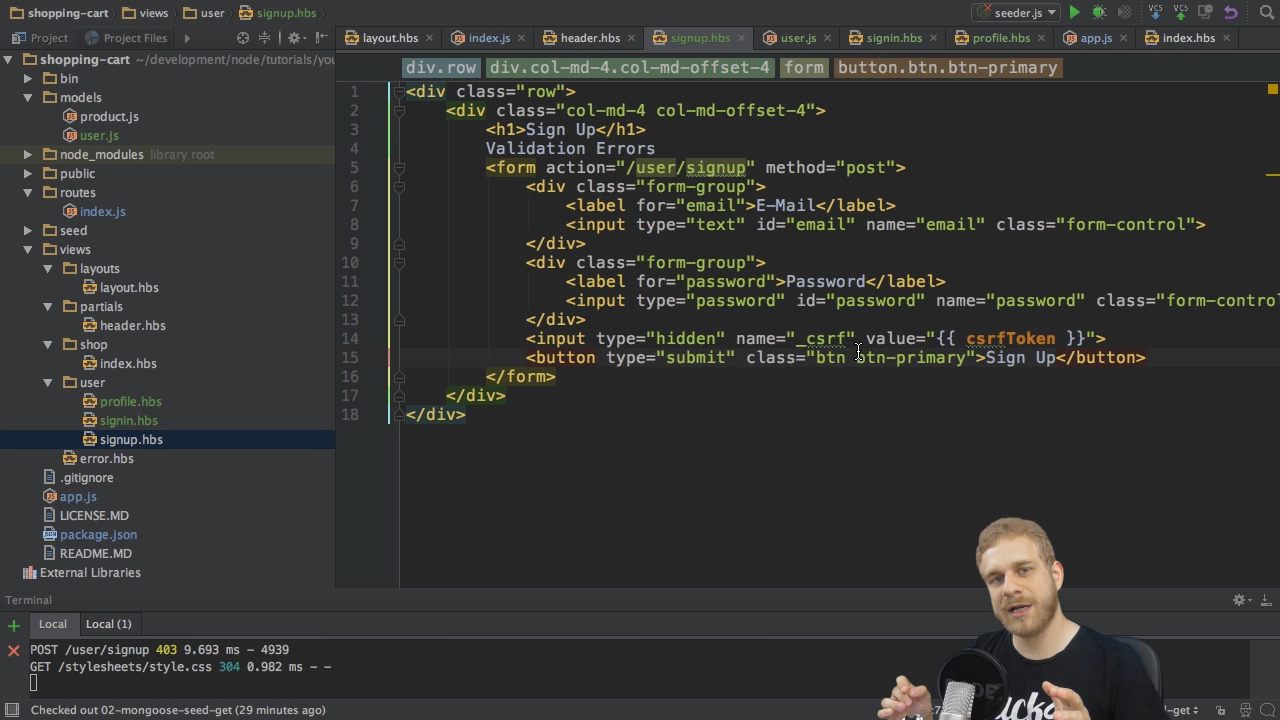 shopping-cart views user signup.hbs seeder.js VCS VCS
Project Project Files layout.hbs index.js header.hbs signup.hbs user.js signin.hbs profile.hbs app.js index.hbs
shopping-cart ~/development/node/tutorials/you
bin
models
product.js
user.js
node_modules library root
public
routes
index.js
seed
views
layouts
layout.hbs
partials
header.hbs
shop
index.hbs
user
profile.hbs
signin.hbs
signup.hbs
error.hbs
.gitignore
app.js
LICENSE.MD
package.json
README.MD
External Libraries
div.row div.col-md-4.col-md-offset-4 form button.btn.btn-primary
1 <div class="row">
2 <div class="col-md-4 col-md-offset-4">
3 <h1>Sign Up</h1>
4 Validation Errors
5 <form action="/user/signup" method="post">
6 <div class="form-group">
7 <label for="email">E-Mail</label>
8 <input type="text" id="email" name="email" class="form-control">
9 </div>
10 <div class="form-group">
11 <label for="password">Password</label>
12 <input type="password" id="password" name="password" class="form-contro
13 </div>
14 <input type="hidden" name="_csrf" value="{{ csrfToken }}">
15 <button type="submit" class="btn btn-primary">Sign Up</button>
16 </form>
17 </div>
18 </div>
Terminal
Local Local (1)
POST /user/signup 403 9.693 ms - 4939
GET /stylesheets/style.css 304 0.982 ms - -
Checked out 02-mongoose-seed-get (29 minutes ago) -get